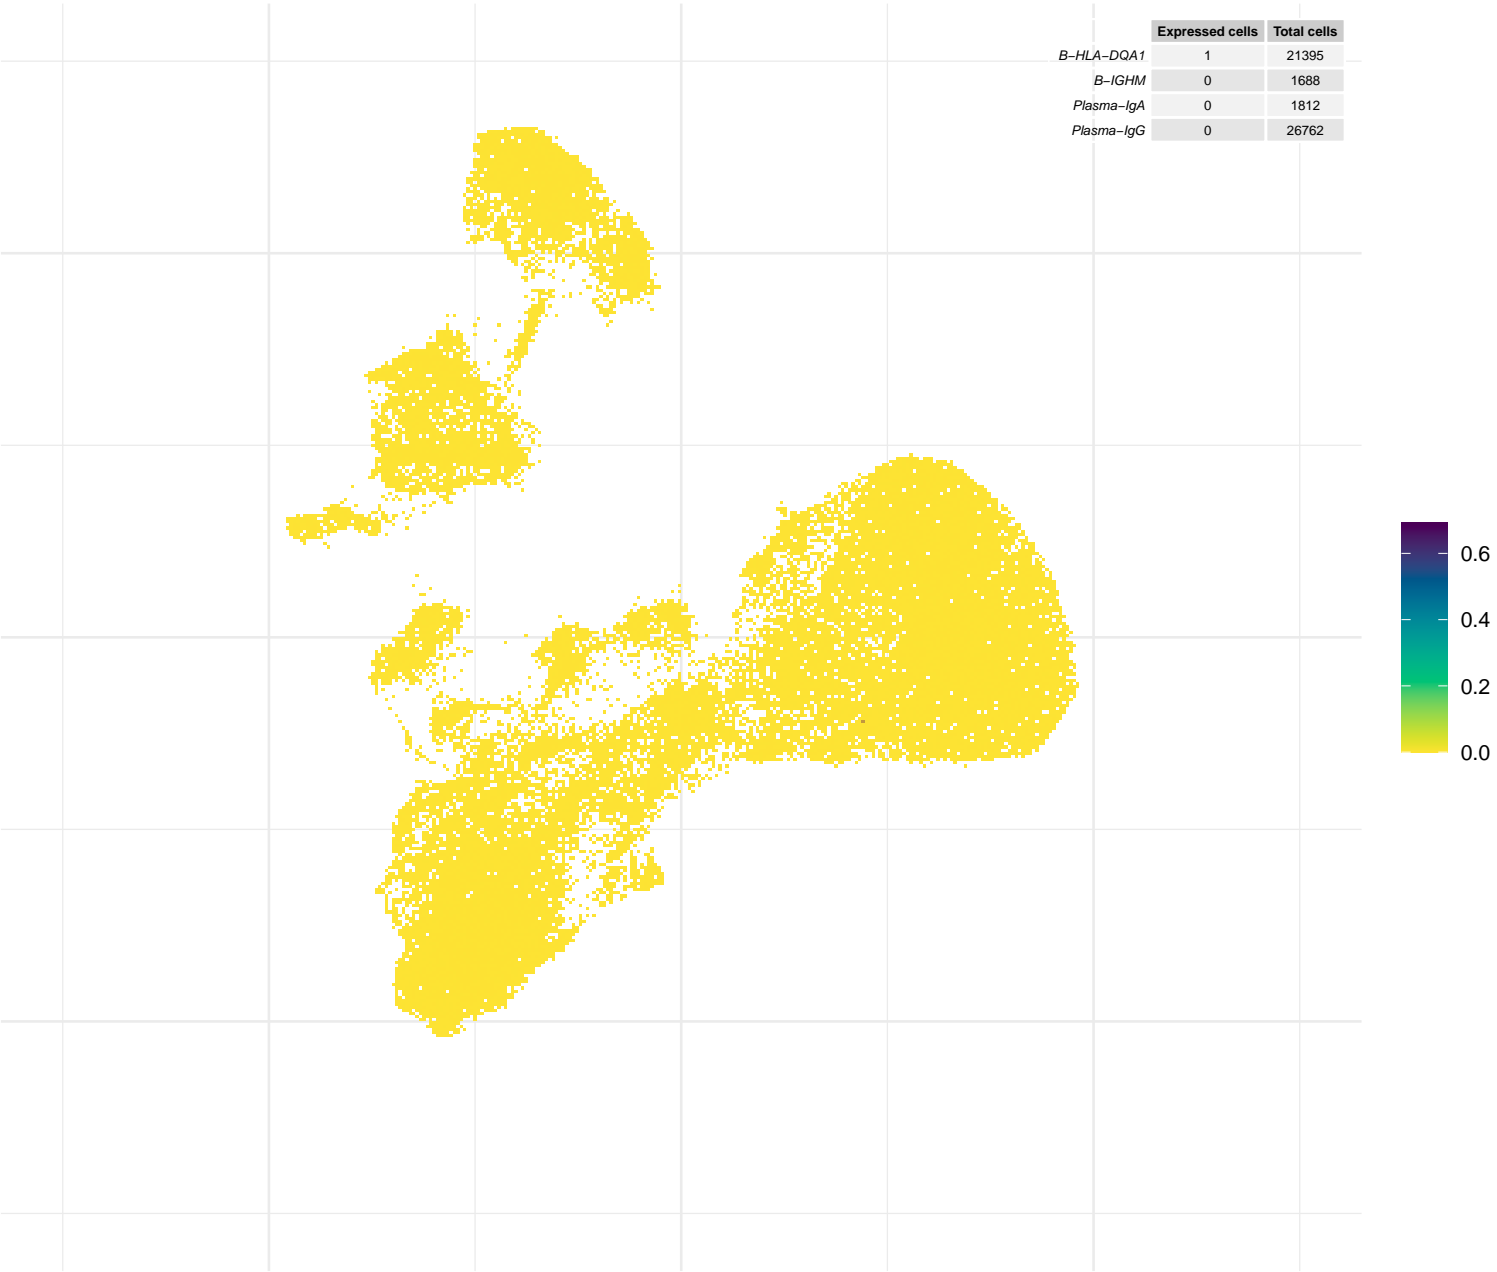 Expressed cells Total cells
B−HLA−DQA1 1 21395
B−IGHM 0 1688
Plasma−IgA 0 1812
Plasma−IgG 0 26762
0.6
0.4
0.2
0.0